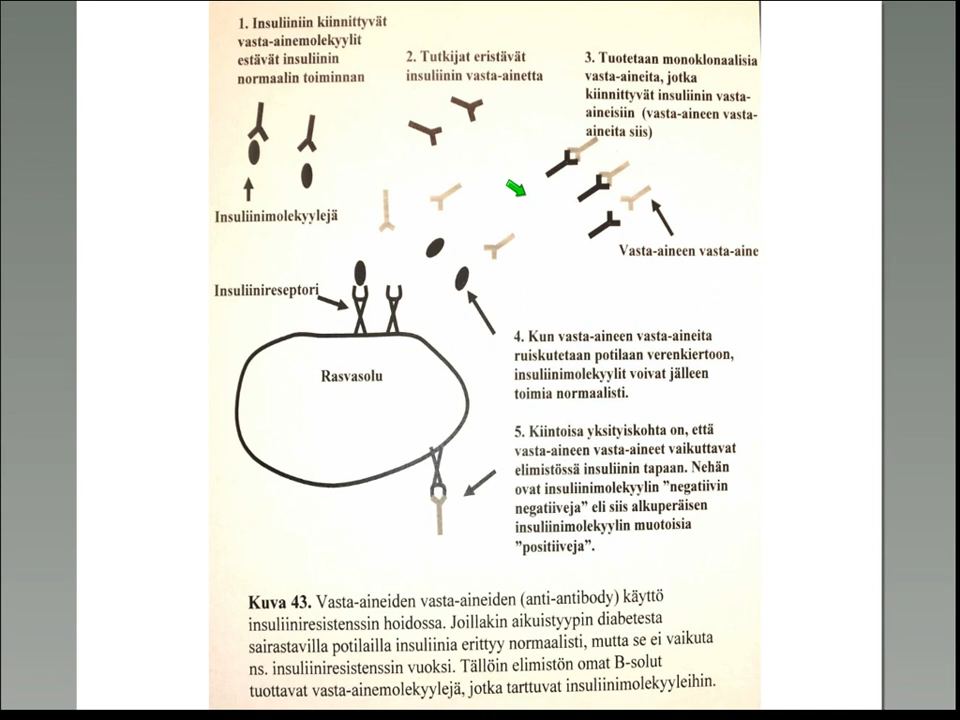 1. Insuliiniin kiinnittyvät
vasta-ainemolekyylit
estävät insuliinin
normaalin toiminnan
2. Tutkijat eristävät
insuliinin vasta-ainetta
3. Tuotetaan monoklonaalisia
vasta-aineita, jotka
kiinnittyvät insuliinin vasta-
aineisiin (vasta-aineen vasta-
aineita siis)
Insuliinimolekyylejä
Vasta-aineen vasta-aine
Insuliinireseptori
Rasvasolu
4. Kun vasta-aineen vasta-aineita
ruiskutetaan potilaan verenkiertoon,
insuliinimolekyylit voivat jälleen
toimia normaalisti.
5. Kiintoisa yksityiskohta on, että
vasta-aineen vasta-aineet vaikuttavat
elimistössä insuliinin tapaan. Nehän
ovat insuliinimolekyylin ”negatiivin
negatiiveja” eli siis alkuperäisen
insuliinimolekyylin muotoisia
”positiiveja”.
Kuva 43. Vasta-aineiden vasta-aineiden (anti-antibody) käyttö
insuliiniresistenssin hoidossa. Joillakin aikuistyypin diabetesta
sairastavilla potilailla insuliinia erittyy normaalisti, mutta se ei vaikuta
ns. insuliiniresistenssin vuoksi. Tällöin elimistön omat B-solut
tuottavat vasta-ainemolekyylejä, jotka tarttuvat insuliinimolekyyleihin.